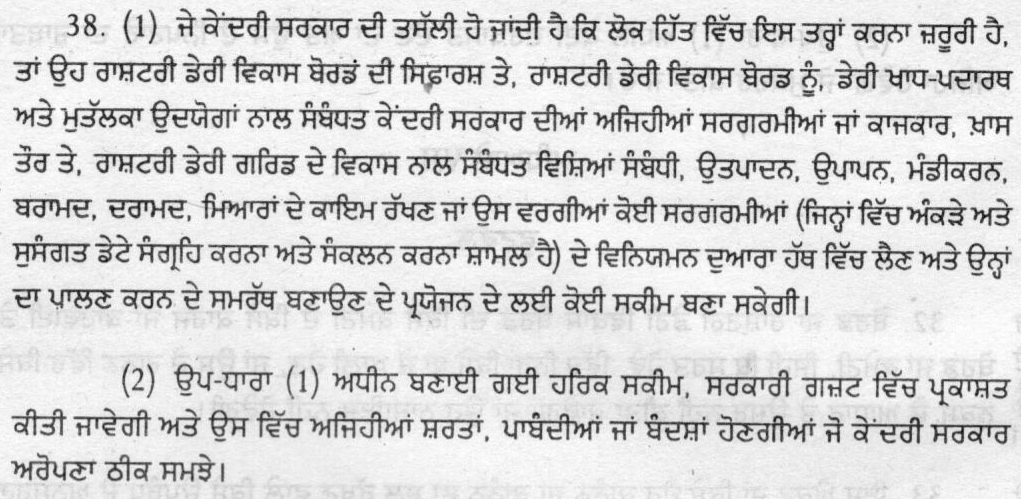 38. (1) ਜੇ ਕੇਂਦਰੀ ਸਰਕਾਰ ਦੀ ਤਸੱਲੀ ਹੋ ਜਾਂਦੀ ਹੈ ਕਿ ਲੋਕ ਹਿੱਤ ਵਿੱਚ ਇਸ ਤਰ੍ਹਾਂ ਕਰਨਾ ਜ਼ਰੂਰੀ ਹੈ,
ਤਾਂ ਉਹ ਰਾਸ਼ਟਰੀ ਡੇਰੀ ਵਿਕਾਸ ਬੋਰਡ ਦੀ ਸਿਫ਼ਾਰਸ਼ ਤੇ, ਰਾਸ਼ਟਰੀ ਡੇਰੀ ਵਿਕਾਸ ਬੋਰਡ ਨੂੰ, ਡੇਰੀ ਖਾਧ-ਪਦਾਰਥ
ਅਤੇ ਮੁਤੱਲਕਾ ਉਦਯੋਗਾਂ ਨਾਲ ਸੰਬੰਧਤ ਕੇਂਦਰੀ ਸਰਕਾਰ ਦੀਆਂ ਅਜਿਹੀਆਂ ਸਰਗਰਮੀਆਂ ਜਾਂ ਕਾਜਕਾਰ, ਖ਼ਾਸ
ਤੌਰ ਤੇ, ਰਾਸ਼ਟਰੀ ਡੇਰੀ ਗਰਿਡ ਦੇ ਵਿਕਾਸ ਨਾਲ ਸੰਬੰਧਤ ਵਿਸ਼ਿਆਂ ਸੰਬੰਧੀ, ਉਤਪਾਦਨ, ਉਪਾਪਨ, ਮੰਡੀਕਰਨ,
ਬਰਾਮਦ, ਦਰਾਮਦ, ਮਿਆਰਾਂ ਦੇ ਕਾਇਮ ਰੱਖਣ ਜਾਂ ਉਸ ਵਰਗੀਆਂ ਕੋਈ ਸਰਗਰਮੀਆਂ (ਜਿਨ੍ਹਾਂ ਵਿੱਚ ਅੰਕੜੇ ਅਤੇ
ਸੁਸੰਗਤ ਡੇਟੇ ਸੰਗ੍ਰਹਿ ਕਰਨਾ ਅਤੇ ਸੰਕਲਨ ਕਰਨਾ ਸ਼ਾਮਲ ਹੈ) ਦੇ ਵਿਨਿਯਮਨ ਦੁਆਰਾ ਹੱਥ ਵਿੱਚ ਲੈਣ ਅਤੇ ਉਨ੍ਹਾਂ
ਦਾ ਪਾਲਣ ਕਰਨ ਦੇ ਸਮਰੱਥ ਬਣਾਉਣ ਦੇ ਪ੍ਰਯੋਜਨ ਦੇ ਲਈ ਕੋਈ ਸਕੀਮ ਬਣਾ ਸਕੇਗੀ।
(2) ਉਪ-ਧਾਰਾ (1) ਅਧੀਨ ਬਣਾਈ ਗਈ ਹਰਿਕ ਸਕੀਮ, ਸਰਕਾਰੀ ਗਜ਼ਟ ਵਿੱਚ ਪ੍ਰਕਾਸ਼ਤ
ਕੀਤੀ ਜਾਵੇਗੀ ਅਤੇ ਉਸ ਵਿੱਚ ਅਜਿਹੀਆਂ ਸ਼ਰਤਾਂ, ਪਾਬੰਦੀਆਂ ਜਾਂ ਬੰਦਸ਼ਾਂ ਹੋਣਗੀਆਂ ਜੋ ਕੇਂਦਰੀ ਸਰਕਾਰ
ਅਰੋਪਣਾ ਠੀਕ ਸਮਝੇ।